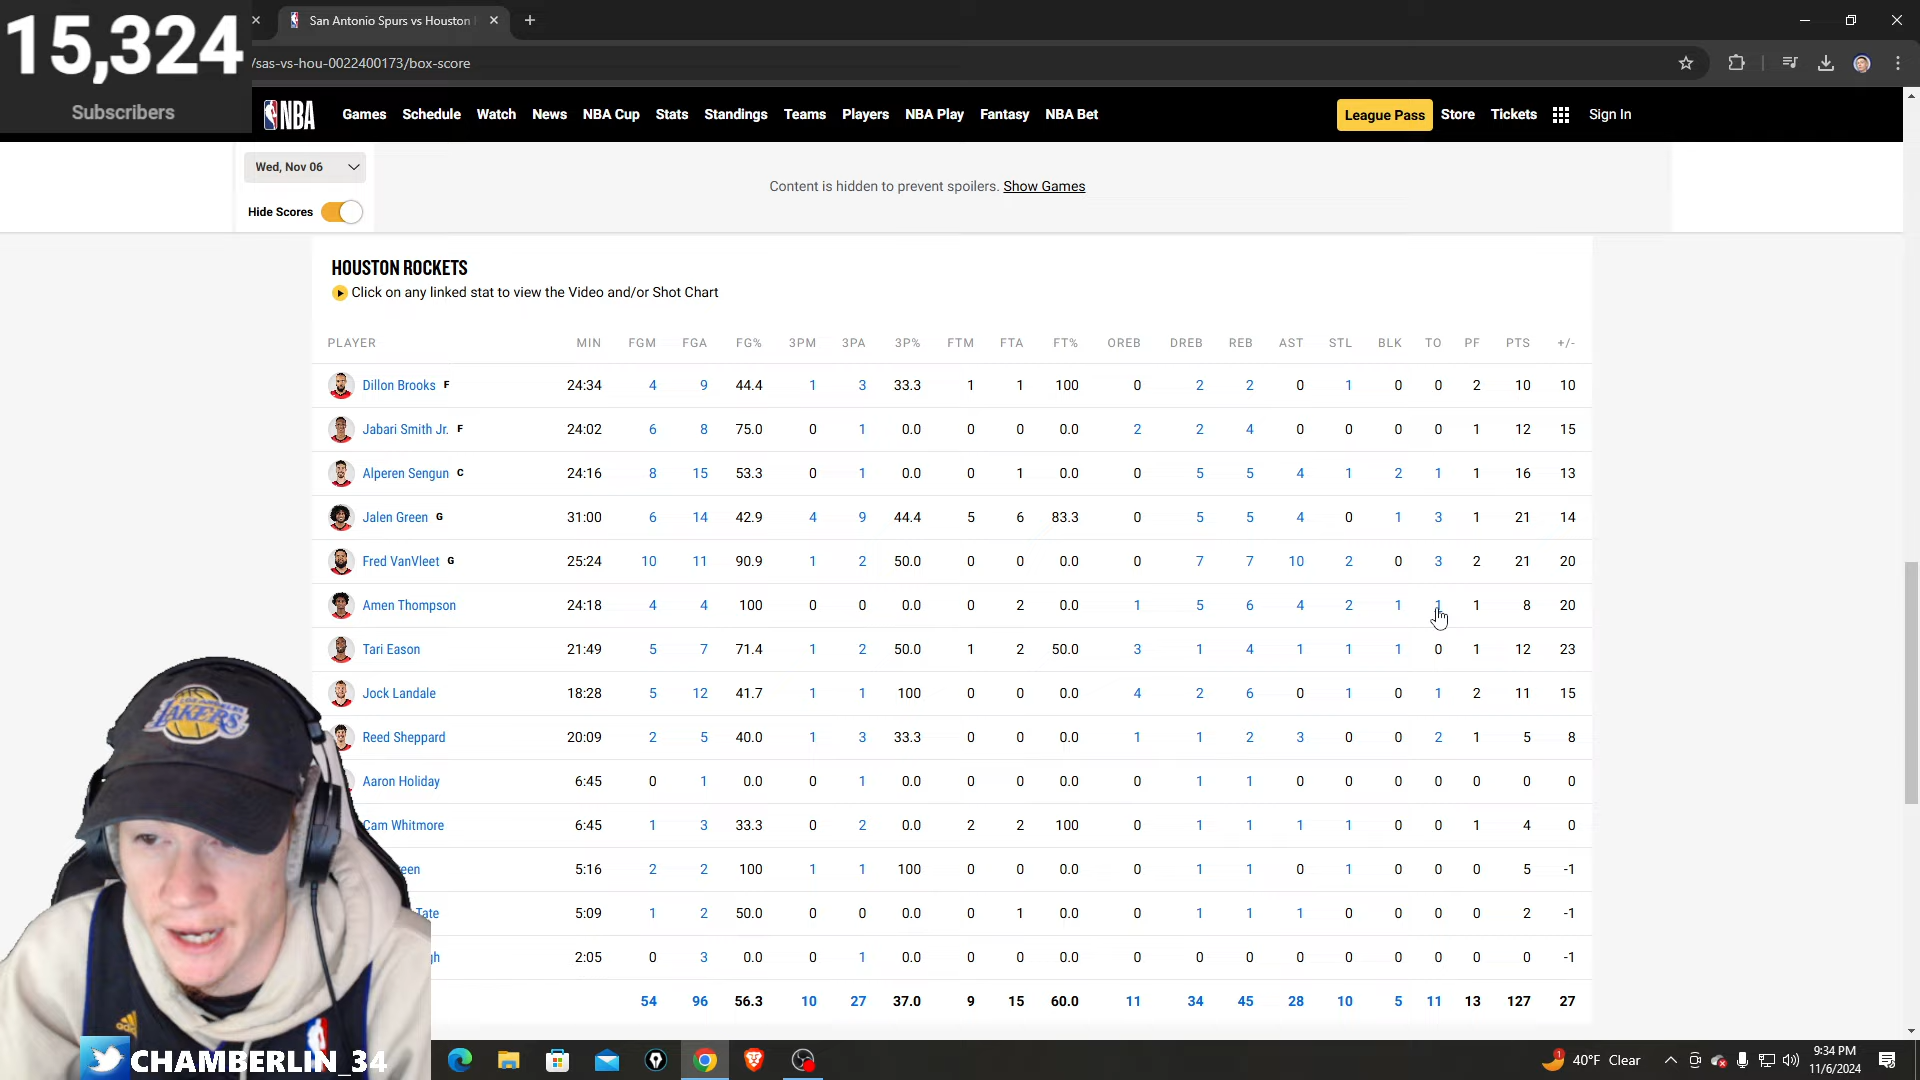 15,324
Subscribers
San Antonio Spurs vs Houston
/sas-vs-hou-0022400173/box-score
NBA Games Schedule Watch News NBA Cup Stats Standings Teams Players NBA Play Fantasy NBA Bet League Pass Store Tickets Sign In
Wed, Nov 06
Content is hidden to prevent spoilers. Show Games
Hide Scores
HOUSTON ROCKETS
Click on any linked stat to view the Video and/or Shot Chart
PLAYER MIN FGM FGA FG% 3PM 3PA 3P% FTM FTA FT% OREB DREB REB AST STL BLK TO PF PTS +/-
Dillon Brooks F 24:34 4 9 44.4 1 3 33.3 1 1 100 0 2 2 0 1 0 0 2 10 10
Jabari Smith Jr. F 24:02 6 8 75.0 0 1 0.0 0 0 0.0 2 2 4 0 0 0 0 1 12 15
Alperen Sengun C 24:16 8 15 53.3 0 1 0.0 0 1 0.0 0 5 5 4 1 2 1 1 16 13
Jalen Green G 31:00 6 14 42.9 4 9 44.4 5 6 83.3 0 5 5 4 0 1 3 1 21 14
Fred VanVleet G 25:24 10 11 90.9 1 2 50.0 0 0 0.0 0 7 7 10 2 0 3 2 21 20
Amen Thompson 24:18 4 4 100 0 0 0.0 0 2 0.0 1 5 6 4 2 1 1 1 8 20
Tari Eason 21:49 5 7 71.4 1 2 50.0 1 2 50.0 3 1 4 1 1 1 0 1 12 23
Jock Landale 18:28 5 12 41.7 1 1 100 0 0 0.0 4 2 6 0 1 0 1 2 11 15
Reed Sheppard 20:09 2 5 40.0 1 3 33.3 0 0 0.0 1 1 2 3 0 0 2 1 5 8
Aaron Holiday 6:45 0 1 0.0 0 1 0.0 0 0 0.0 0 1 1 0 0 0 0 0 0 0
Cam Whitmore 6:45 1 3 33.3 0 2 0.0 2 2 100 0 1 1 1 1 0 0 1 4 0
een 5:16 2 2 100 1 1 100 0 0 0.0 0 1 1 0 1 0 0 0 5 -1
Tate 5:09 1 2 50.0 0 0 0.0 0 1 0.0 0 1 1 1 0 0 0 0 2 -1
gh 2:05 0 3 0.0 0 1 0.0 0 0 0.0 0 0 0 0 0 0 0 0 0 -1
54 96 56.3 10 27 37.0 9 15 60.0 11 34 45 28 10 5 11 13 127 27
LOS ANGELES
LAKERS
CHAMBERLIN_34
1 40°F Clear
9:34 PM
11/6/2024